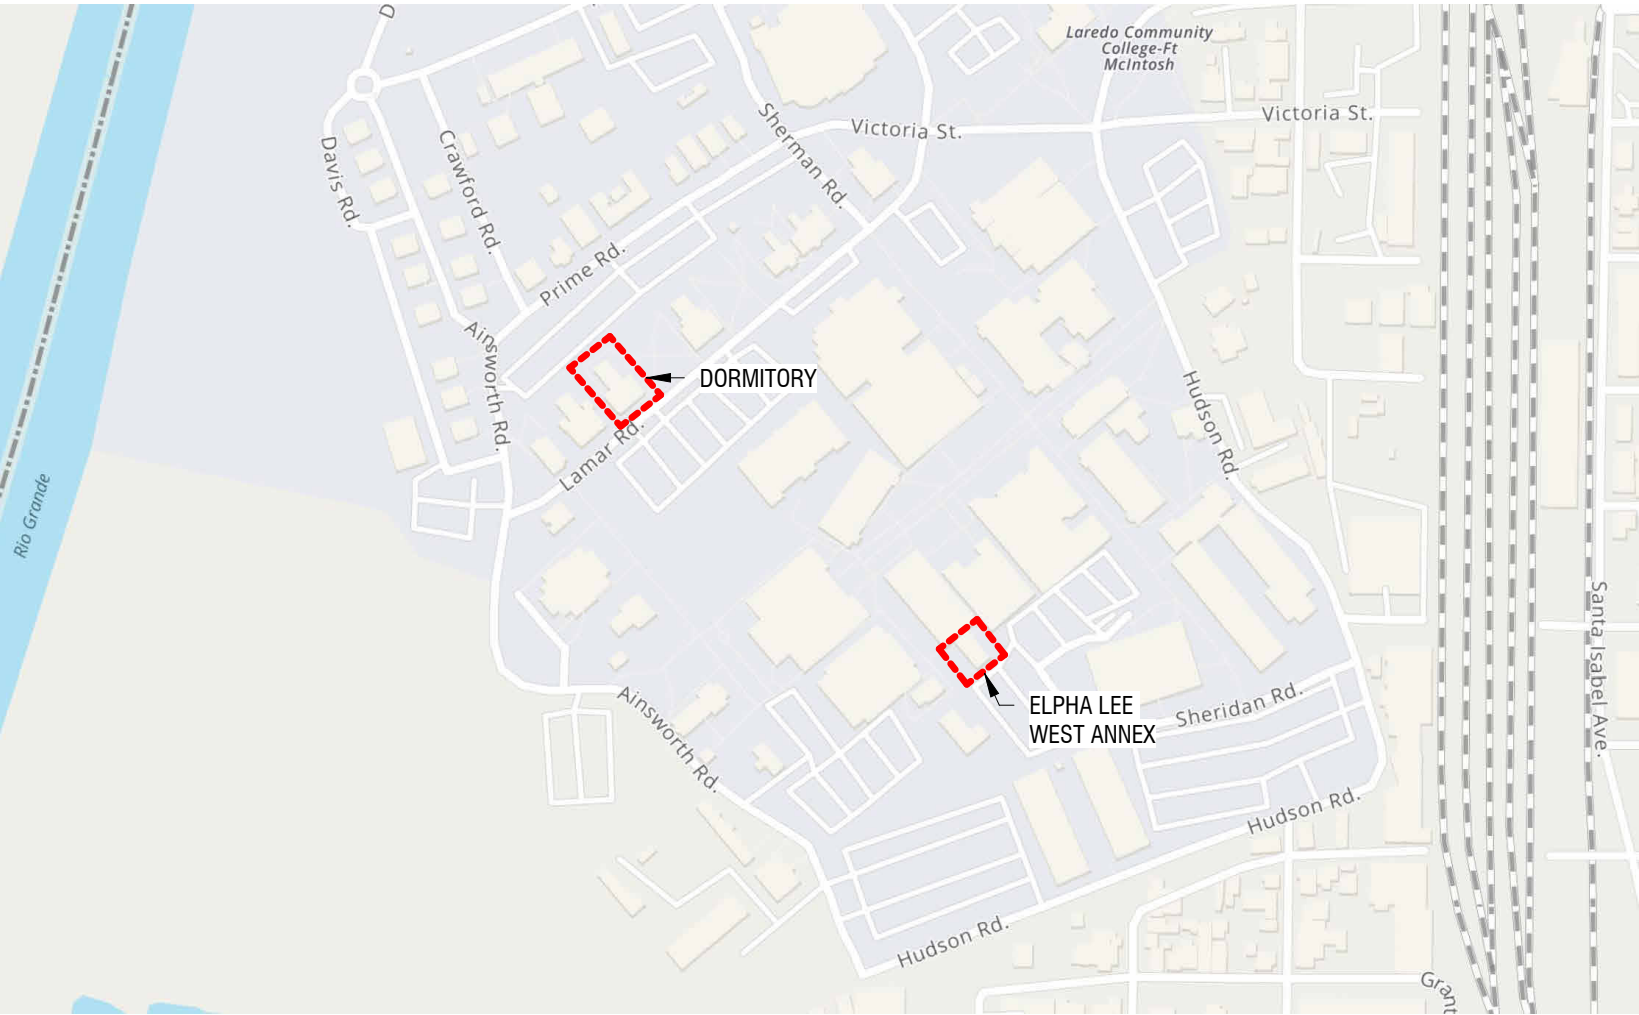 D
Laredo Community
College-Ft
McIntosh
Victoria St.
Victoria St.
Sherman Rd.
Crawford Rd.
Davis Rd.
Prime Rd.
Ainsworth Rd.
DORMITORY
Lamar Rd.
Hudson Rd.
Rio Grande
Santa Isabel Ave.
ELPHA LEE
WEST ANNEX
Sheridan Rd.
Ainsworth Rd.
Hudson Rd.
Hudson Rd.
Grant